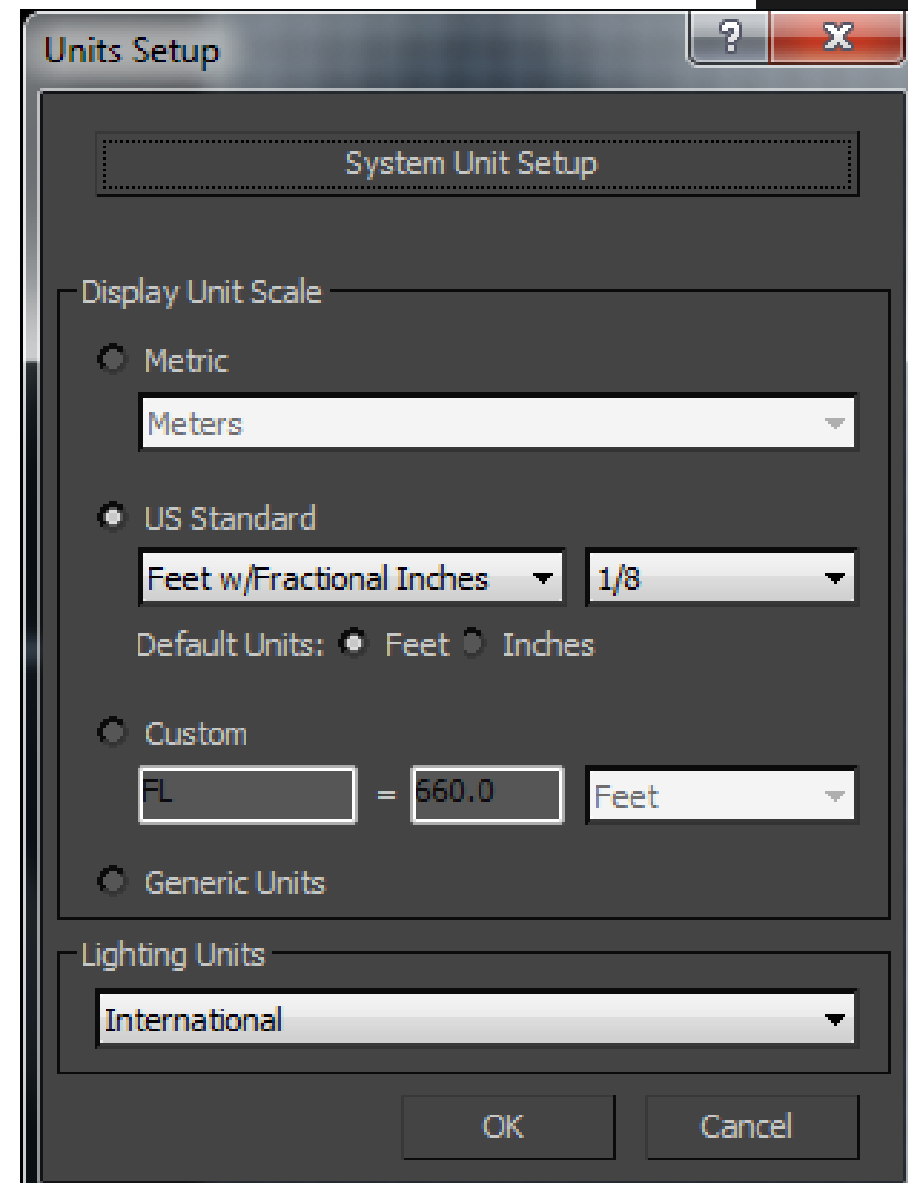 Units Setup
System Unit Setup
Display Unit Scale
Metric
Meters
US Standard
Feet w/Fractional Inches 1/8
Default Units: Feet Inches
Custom
FL = 660.0 Feet
Generic Units
Lighting Units
International
OK Cancel